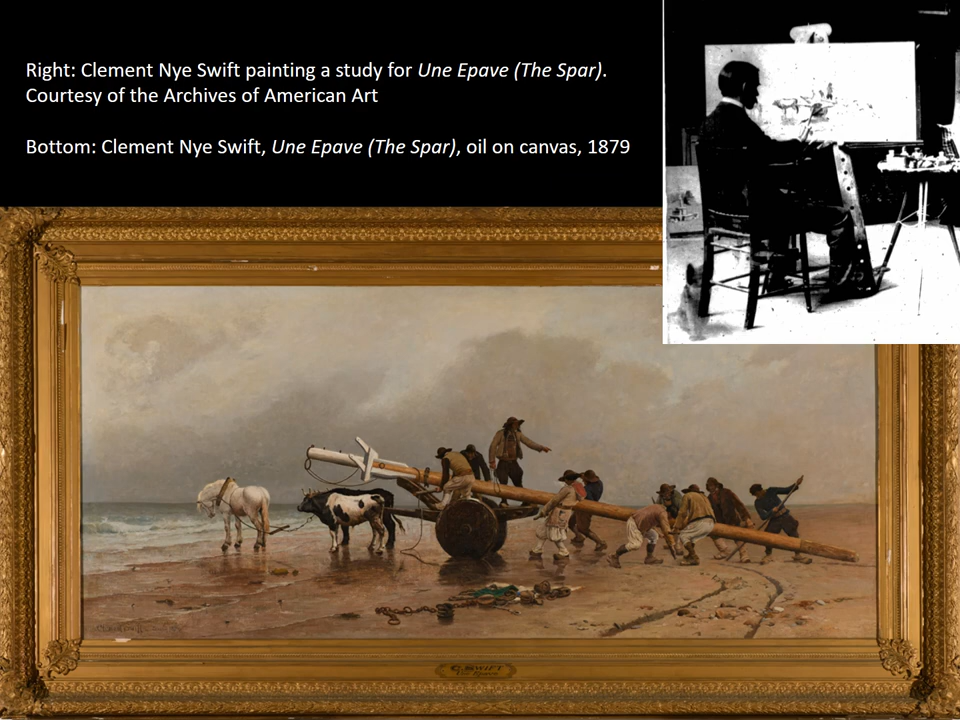 Right: Clement Nye Swift painting a study for Une Epave (The Spar).
Courtesy of the Archives of American Art
Bottom: Clement Nye Swift, Une Epave (The Spar), oil on canvas, 1879
C. SWIFT